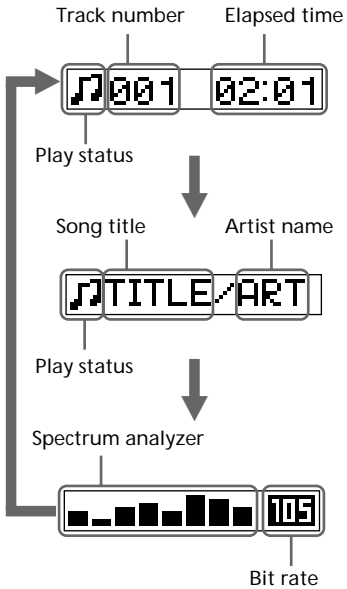 Track number Elapsed time
001 02:01
Play status
Song title Artist name
TITLE/ART
Play status
Spectrum analyzer
105
Bit rate